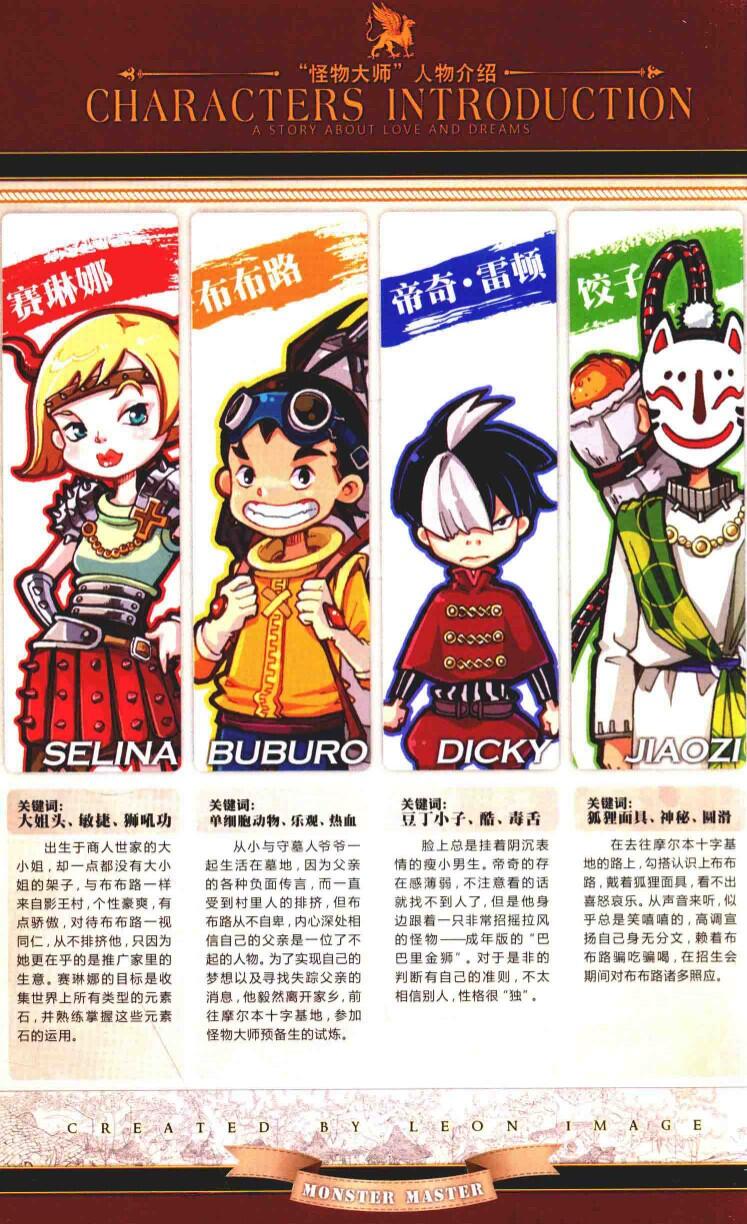 “怪物大师”人物介绍
CHARACTERS INTRODUCTION
A STORY ABOUT LOVE AND DREAMS
赛琳娜
SELINA
关键词:
大姐头、敏捷、狮吼功
出生于商人世家的大
小姐，却一点都没有大小
姐的架子，与布布路一样
来自影王村，个性豪爽，有
点骄傲，对待布布路一视
同仁，从不排挤他，只因为
她更在乎的是推广家里的
生意。赛琳娜的目标是收
集世界上所有类型的元素
石，并熟练掌握这些元素
石的运用。
布布路
BUBURO
关键词:
单细胞动物、乐观、热血
从小与守墓人爷爷一
起生活在墓地，因为父亲
的各种负面传言，而一直
受到村里人的排挤，但布
布路从不自卑，内心深处相
信自己的父亲是一位了不
起的人物。为了实现自己的
梦想以及寻找失踪父亲的
消息，他毅然离开家乡，前
往摩尔本十字基地，参加
怪物大师预备生的试炼。
帝奇·雷顿
DICKY
关键词:
豆丁小子、酷、毒舌
脸上总是挂着阴沉表
情的瘦小男生。帝奇的存
在感薄弱，不注意看的话
就找不到人了，但是他身
边跟着一只非常招摇拉风
的怪物——成年版的“巴
巴里金狮”。对于是非的
判断有自己的准则，不太
相信别人，性格很“独”。
饺子
JIAOZI
关键词:
狐狸面具、神秘、圆滑
在去往摩尔本十字基
地的路上，勾搭认识上布布
路，戴着狐狸面具，看不出
喜怒哀乐。从声音来听，似
乎总是笑嘻嘻的，高调宣
扬自己身无分文，赖着布
布路骗吃骗喝，在招生会
期间对布布路诸多照应。
CREATED BY LEON IMAGE
MONSTER MASTER